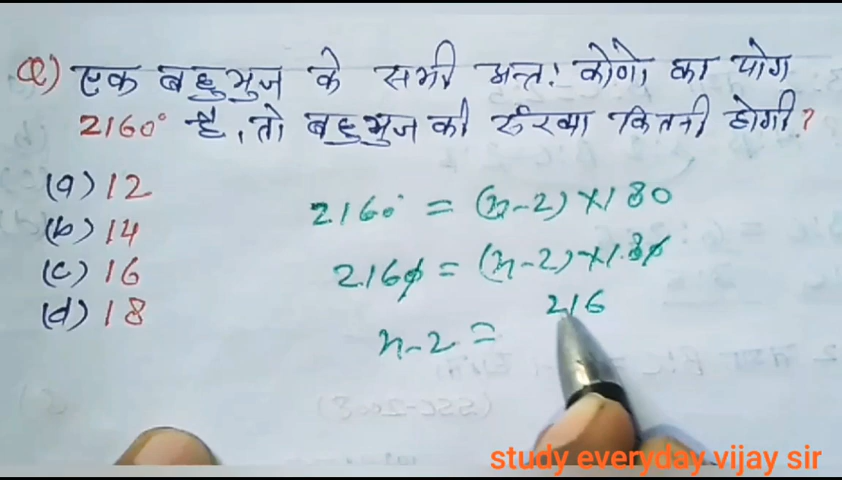 Q) एक बहुभुज के सभी अन्त: कोणो का योग
2160° है, तो बहुभुज की संख्या कितनी होगी?
(a) 12
(b) 14
(c) 16
(d) 18
2160° = (n-2) × 180
2160 = (n-2) × 180
n-2 = 216
study everyday vijay sir